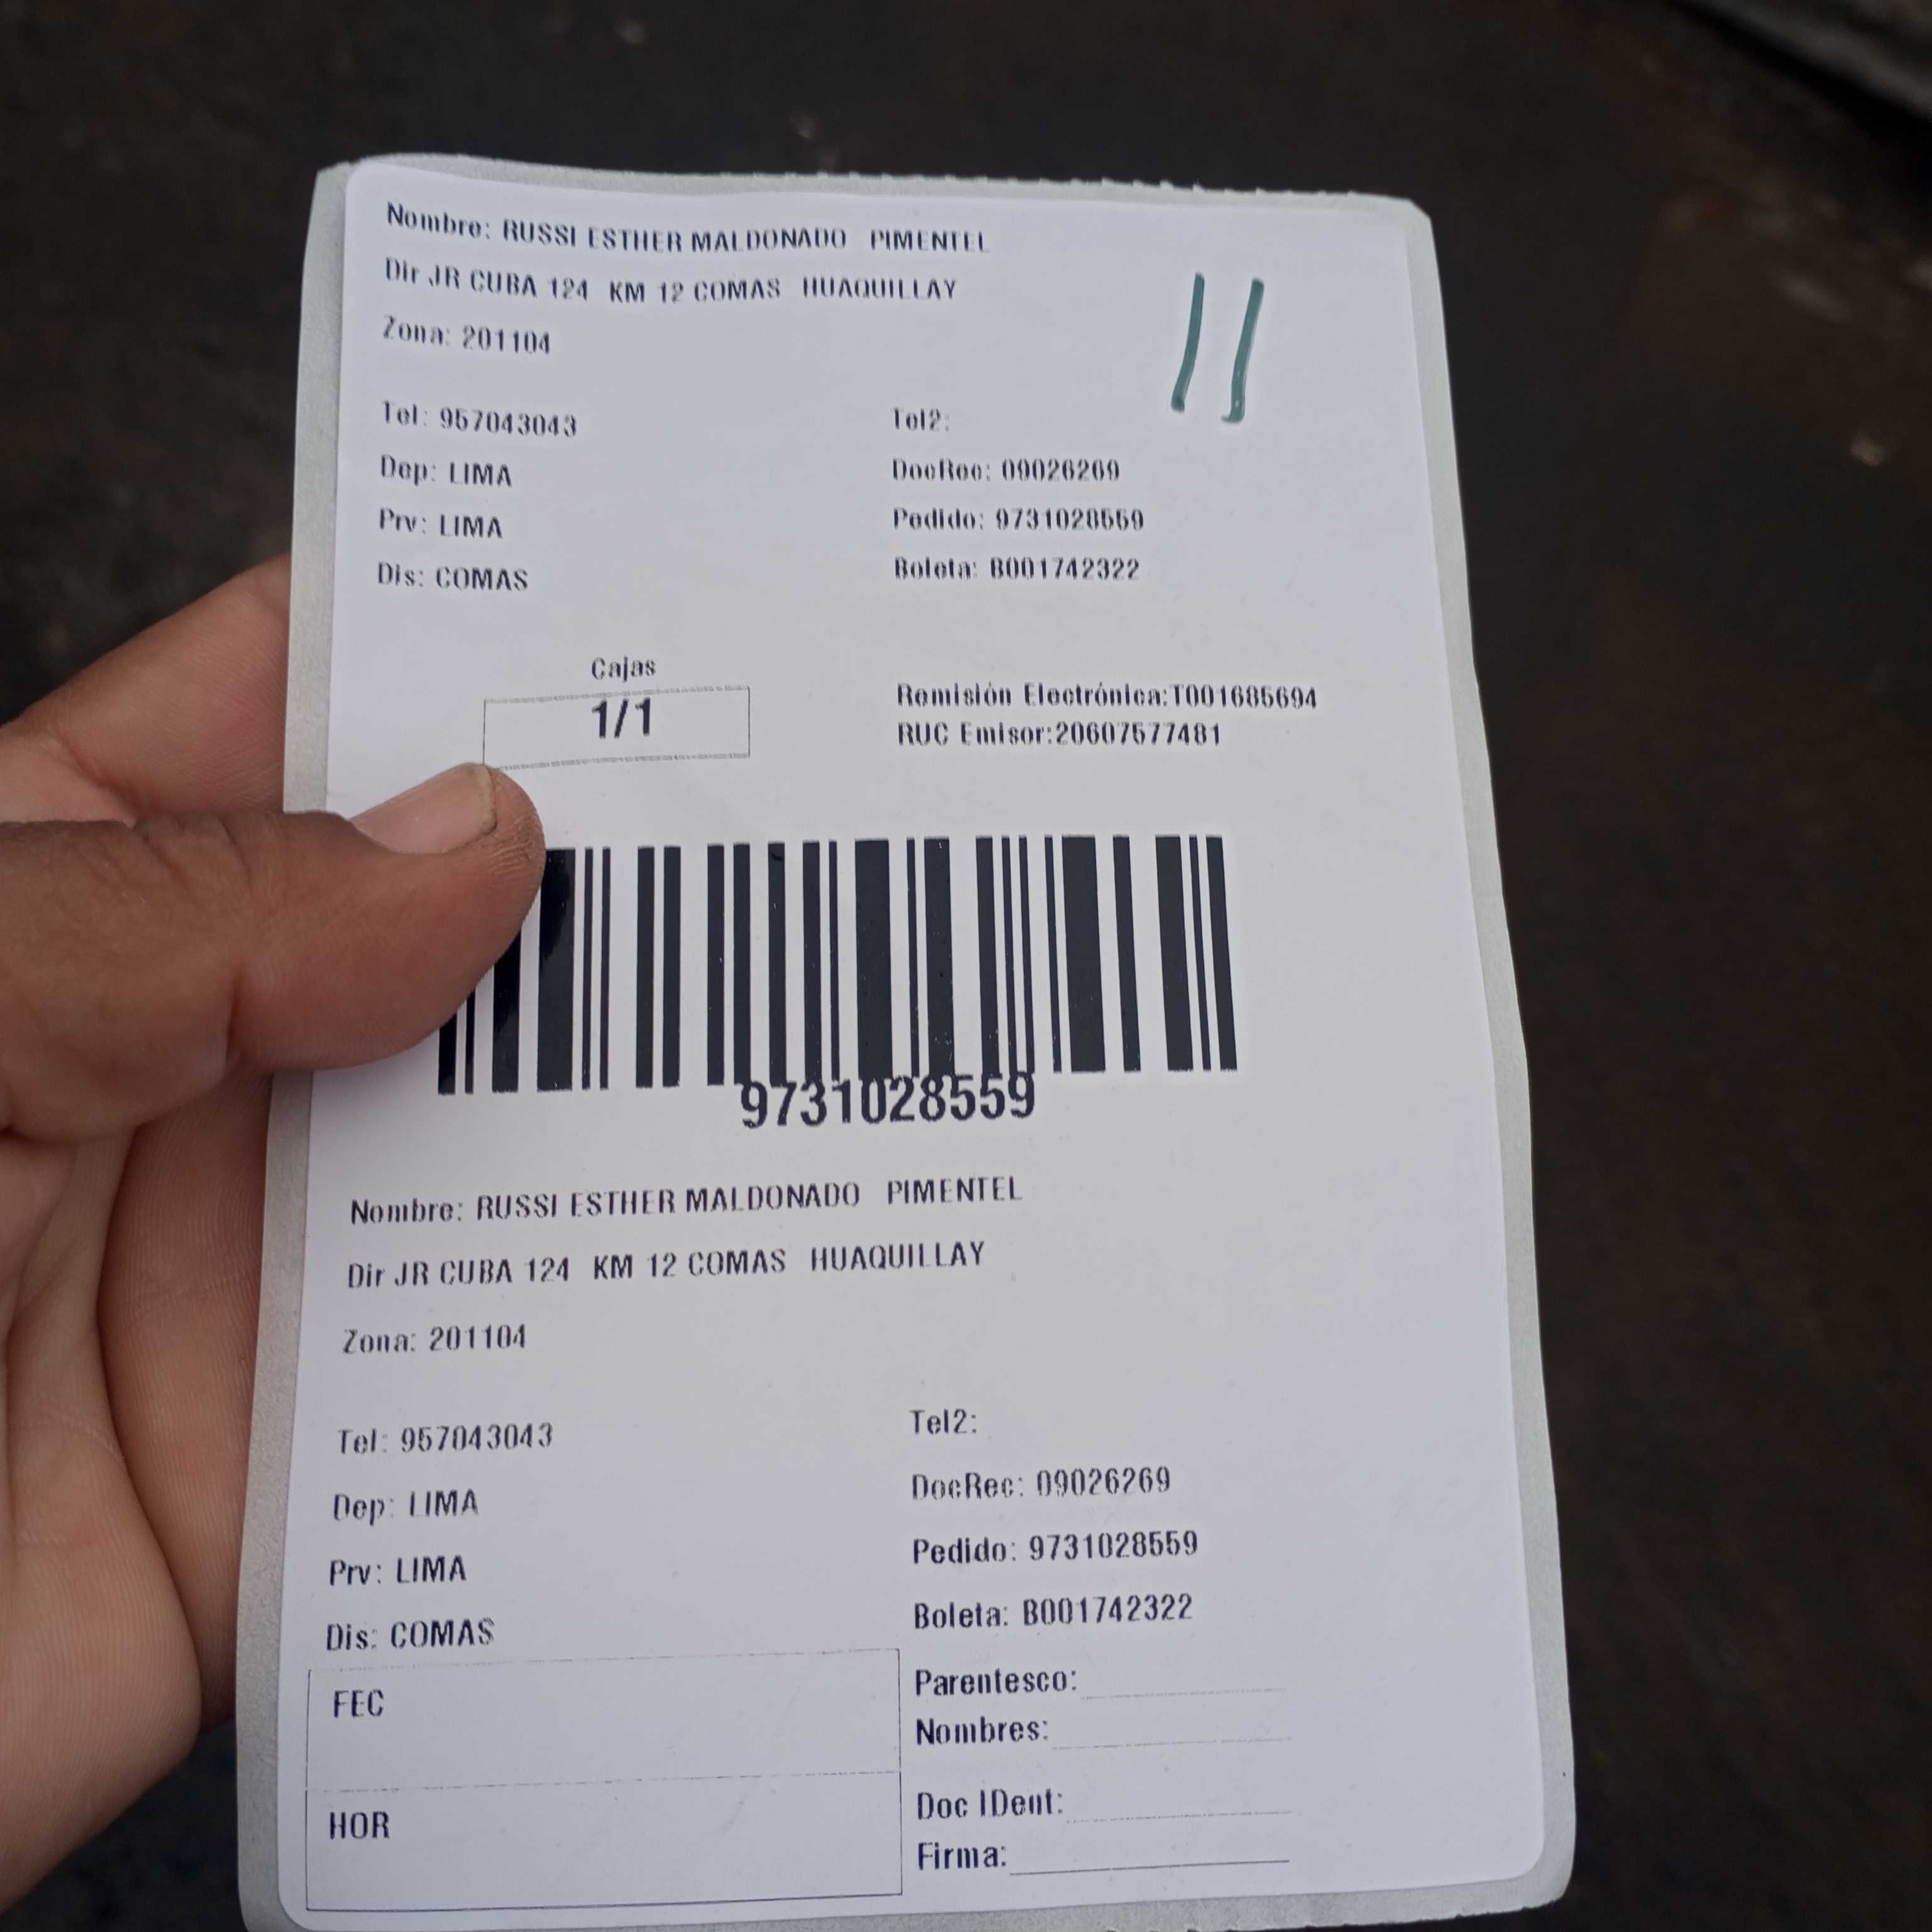 Nombre: RUSSI ESTHER MALDONADO PIMENTEL
Dir JR CUBA 124 KM 12 COMAS HUAQUILLAY
11
Zona: 201104
Tel: 957043043
Tel2:
Dep: LIMA
DocRec: 09026269
Prv: LIMA
Pedido: 9731028559
Dis: COMAS
Boleta: B001742322
Cajas
1/1
Remisión Electrónica:T001685694
RUC Emisor:20607577481
9731028559
Nombre: RUSSI ESTHER MALDONADO PIMENTEL
Dir JR CUBA 124 KM 12 COMAS HUAQUILLAY
Zona: 201104
Tel: 957043043
Tel2:
Dep: LIMA
DocRec: 09026269
Prv: LIMA
Pedido: 9731028559
Dis: COMAS
Boleta: B001742322
FEC
Parentesco:
Nombres:
HOR
Doc IDent:
Firma: